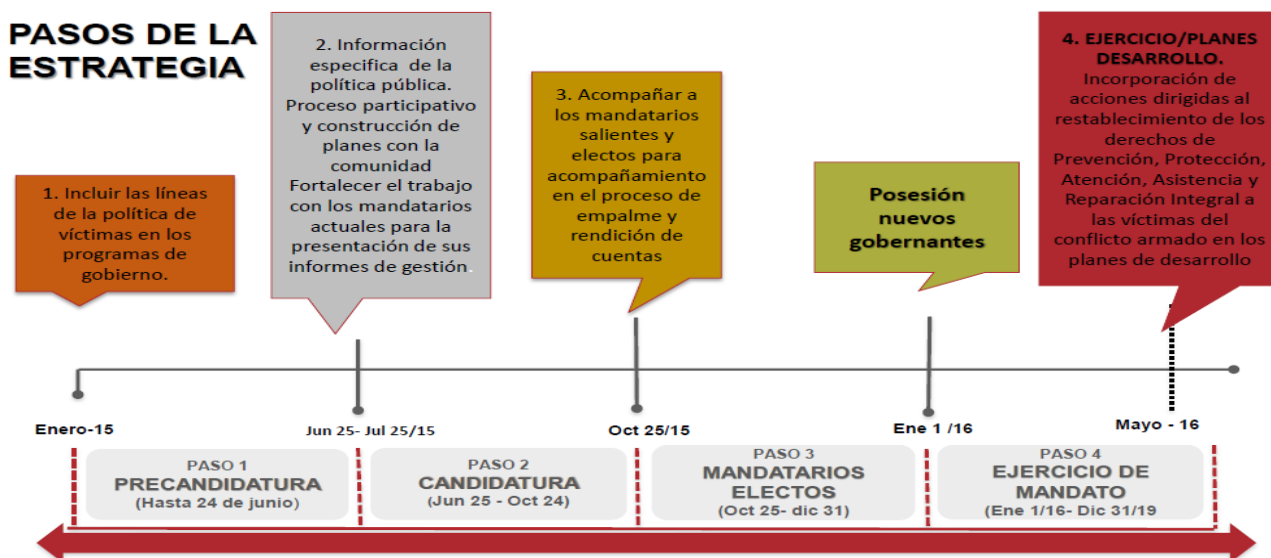 PASOS DE LA
ESTRATEGIA
1. Incluir las líneas
de la política de
víctimas en los
programas de
gobierno.
2. Información
especifica de la
política pública.
Proceso participativo
y construcción de
planes con la
comunidad
Fortalecer el trabajo
con los mandatarios
actuales para la
presentación de sus
informes de gestión.
3. Acompañar a
los mandatarios
salientes y
electos para
acompañamiento
en el proceso de
empalme y
rendición de
cuentas
Posesión
nuevos
gobernantes
4. EJERCICIO/PLANES
DESARROLLO.
Incorporación de
acciones dirigidas al
restablecimiento de los
derechos de
Prevención, Protección,
Atención, Asistencia y
Reparación Integral a
las víctimas del
conflicto armado en los
planes de desarrollo
Enero-15
Jun 25- Jul 25/15
Oct 25/15
Ene 1 /16
Mayo - 16
PASO 1
PRECANDIDATURA
(Hasta 24 de junio)
PASO 2
CANDIDATURA
(Jun 25 - Oct 24)
PASO 3
MANDATARIOS
ELECTOS
(Oct 25- dic 31)
PASO 4
EJERCICIO DE
MANDATO
(Ene 1/16- Dic 31/19